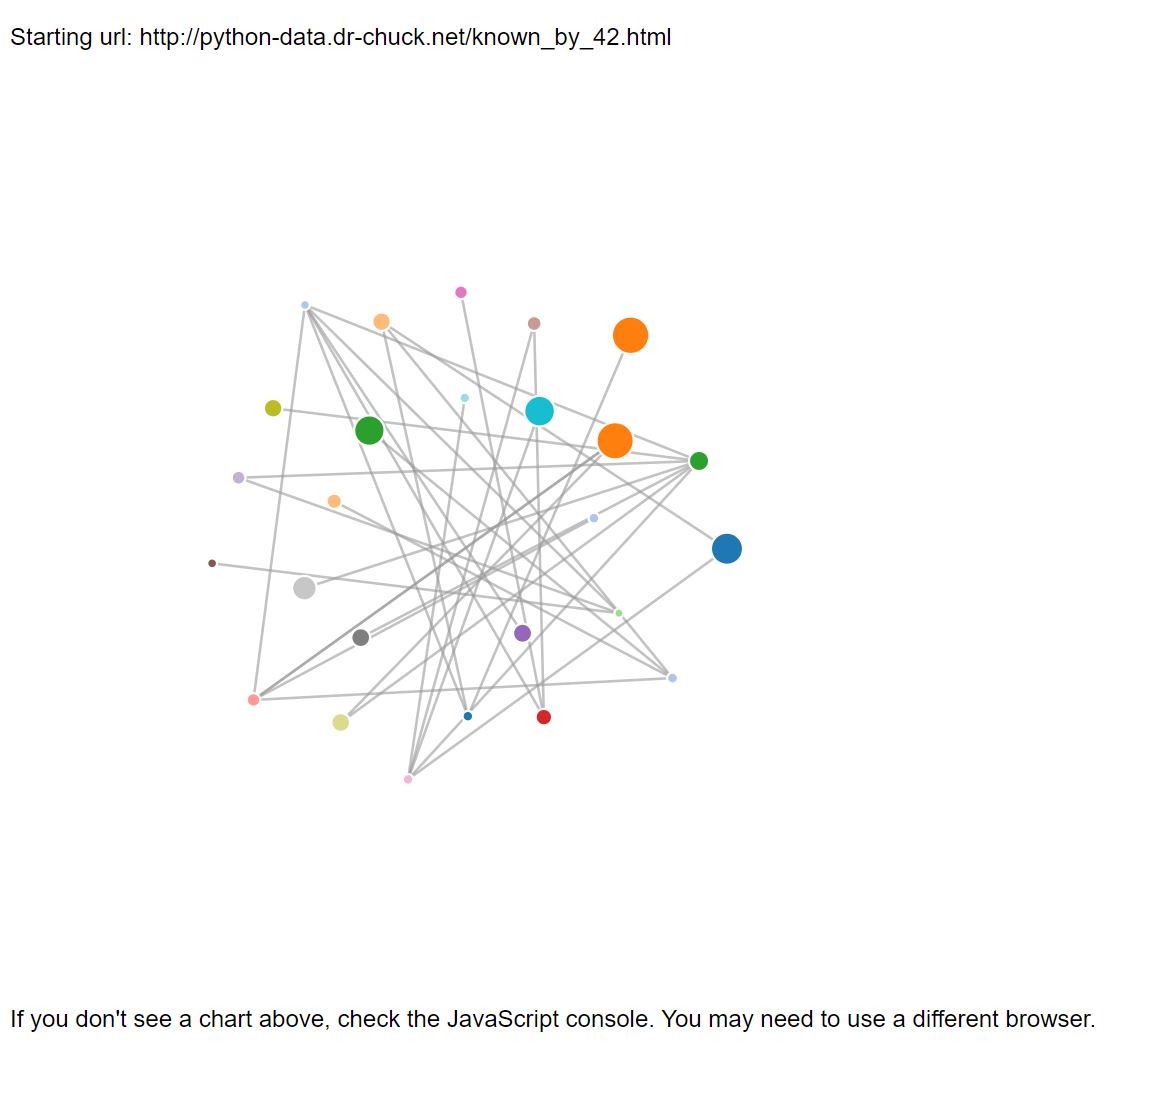 Starting url: http://python-data.dr-chuck.net/known_by_42.html
If you don't see a chart above, check the JavaScript console. You may need to use a different browser.